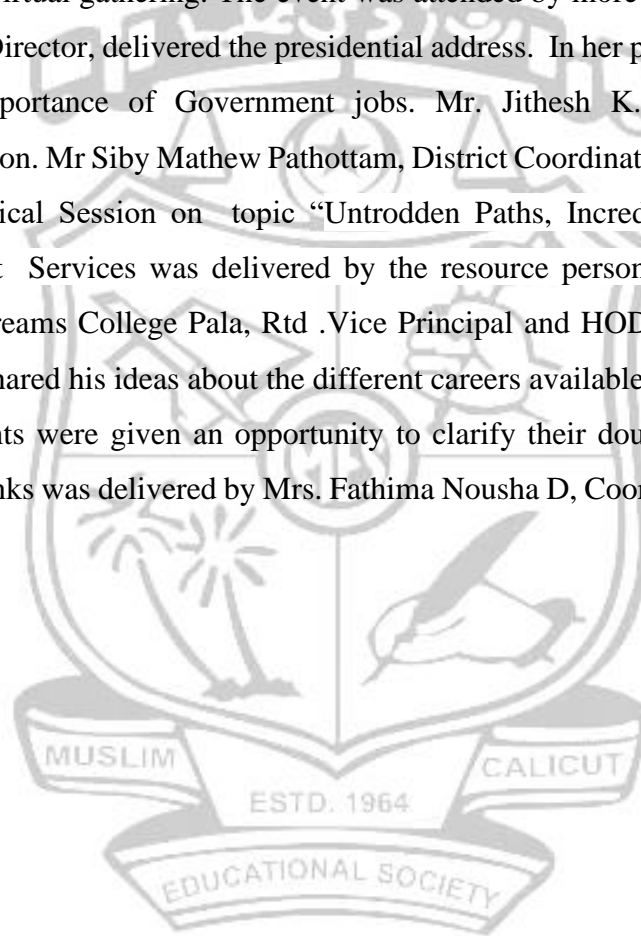 virtual gathering. The event was attended by more
Director, delivered the presidential address. In her p
portance of Government jobs. Mr. Jithesh K.
on. Mr Siby Mathew Pathottam, District Coordinat
ical Session on topic “Untrodden Paths, Incred
t Services was delivered by the resource person
reams College Pala, Rtd .Vice Principal and HOD
hared his ideas about the different careers available
nts were given an opportunity to clarify their dou
nks was delivered by Mrs. Fathima Nousha D, Coor
MES
MUSLIM
CALICUT
ESTD. 1964
EDUCATIONAL SOCIETY